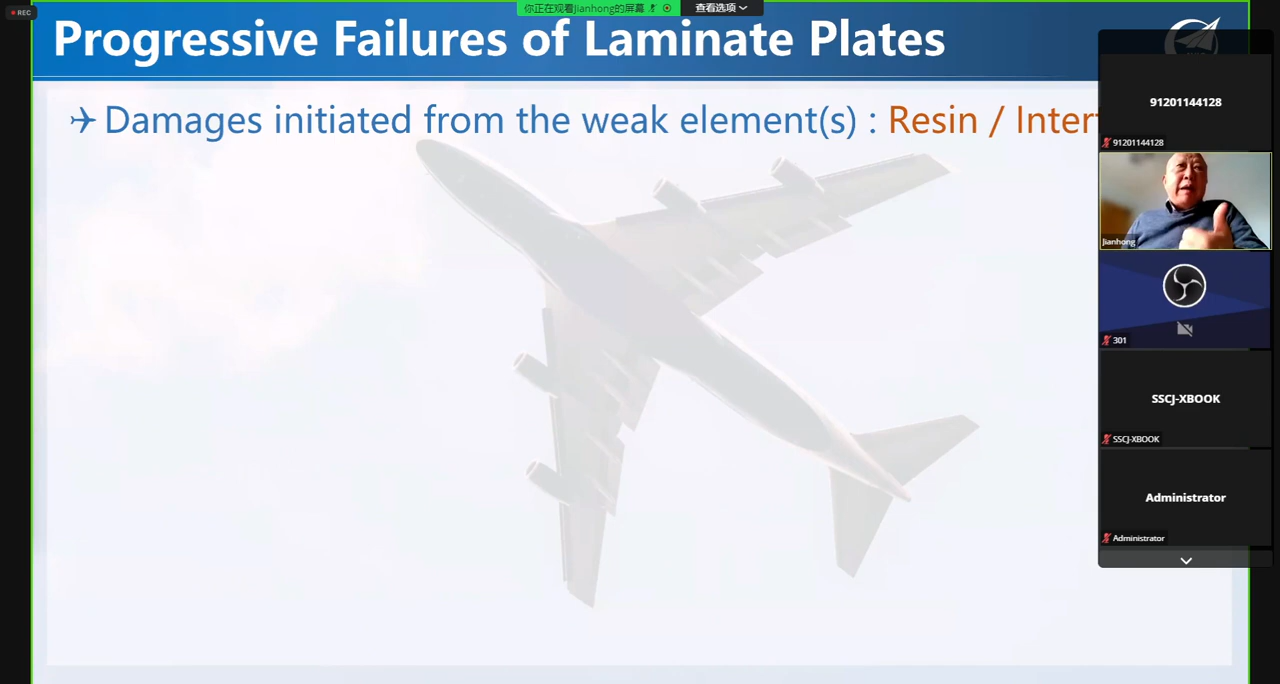 REC
你正在观看Jianhong的屏幕
查看选项
Progressive Failures of Laminate Plates
Damages initiated from the weak element(s) : Resin /
91201144128
91201144128
Jianhong
301
SSCJ-XBOOK
SSCJ-XBOOK
Administrator
Administrator